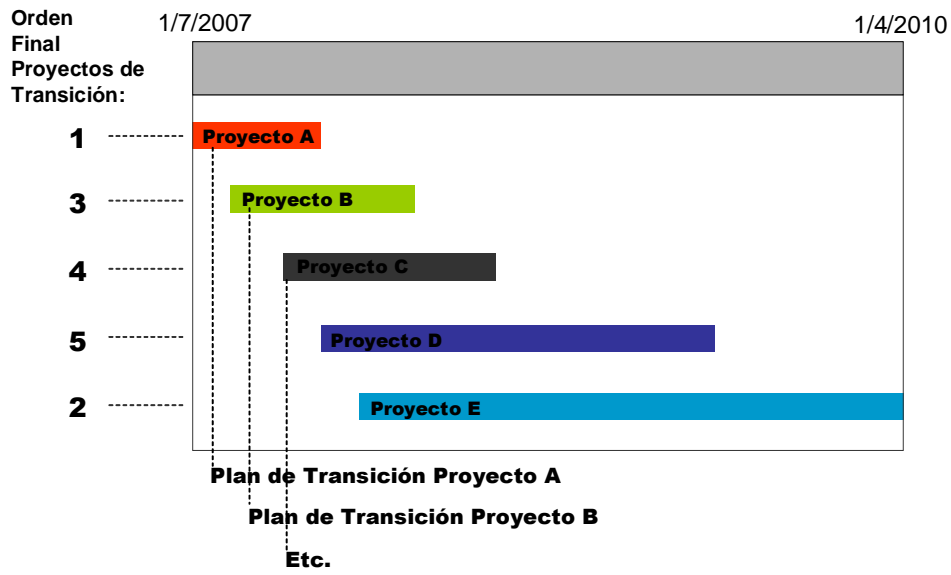 Orden
Final
Proyectos de
Transición:
1/7/2007
1/4/2010
1
Proyecto A
3
Proyecto B
4
Proyecto C
5
Proyecto D
2
Proyecto E
Plan de Transición Proyecto A
Plan de Transición Proyecto B
Etc.